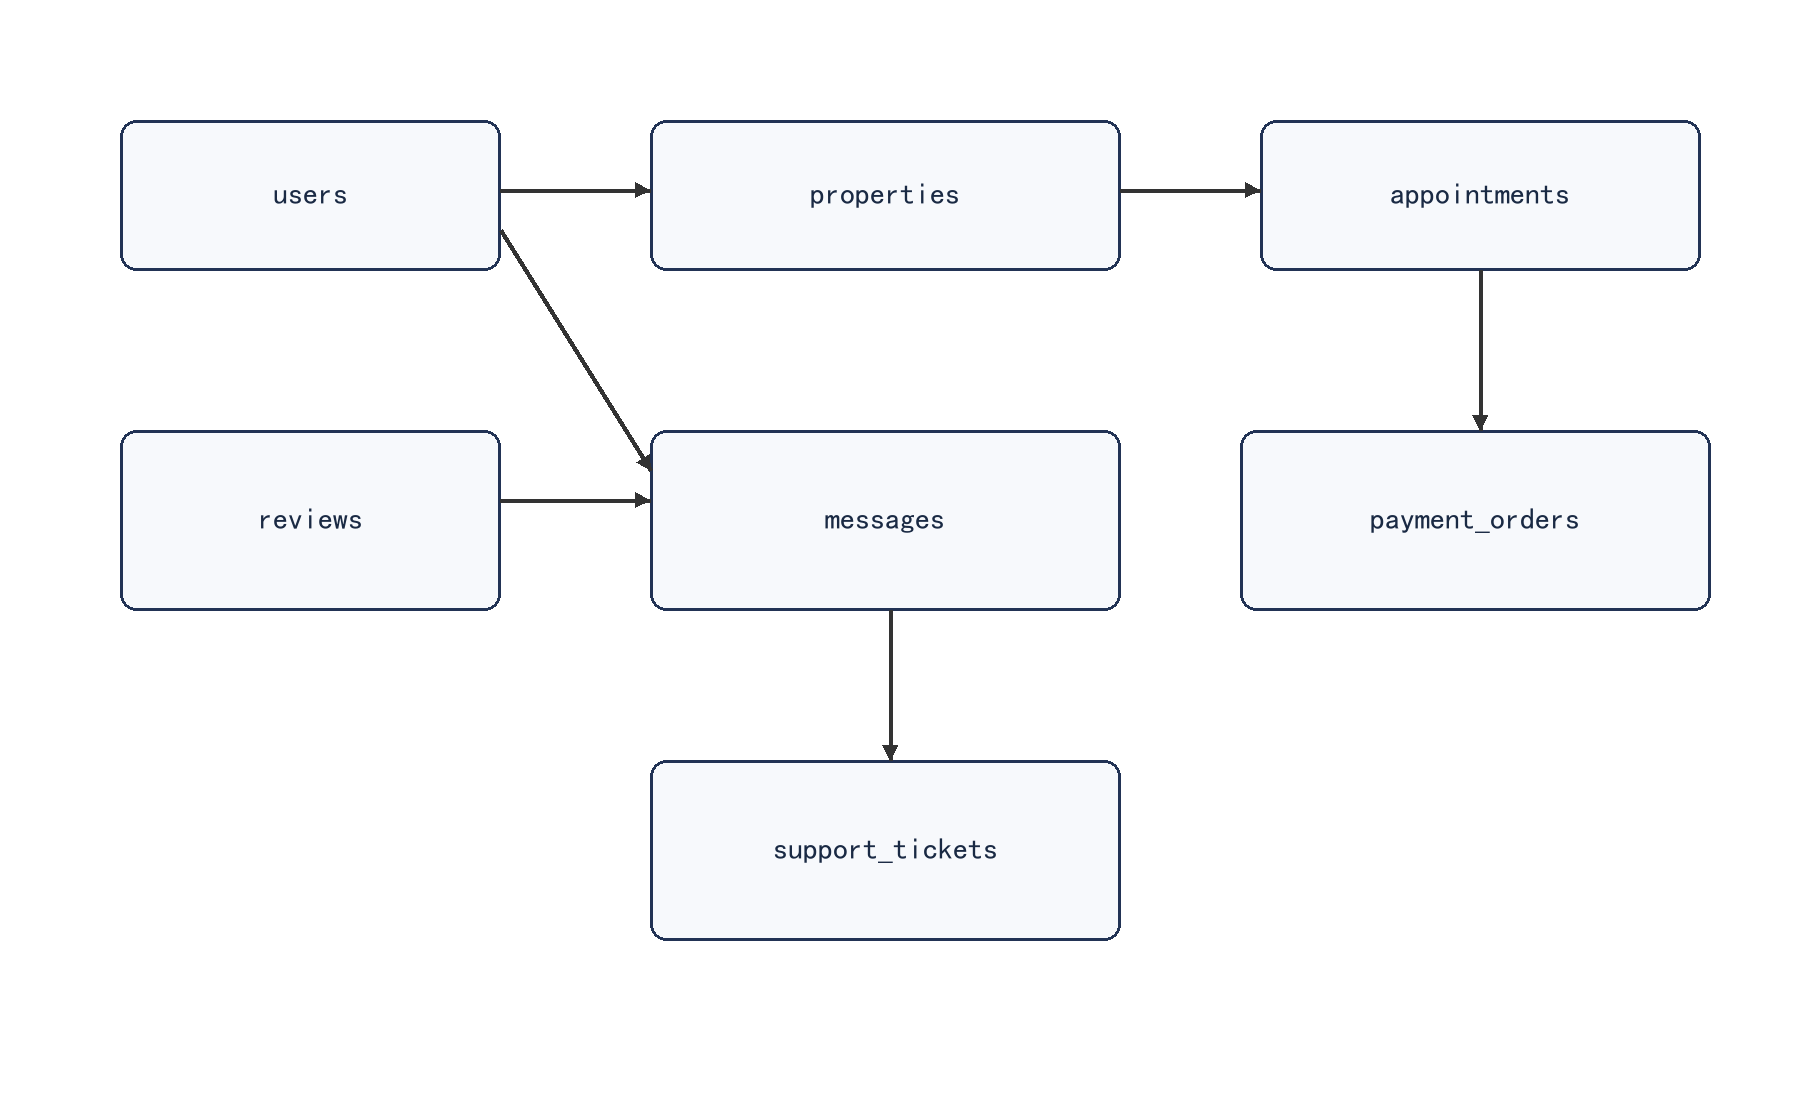 users
properties
appointments
reviews
messages
payment_orders
support_tickets